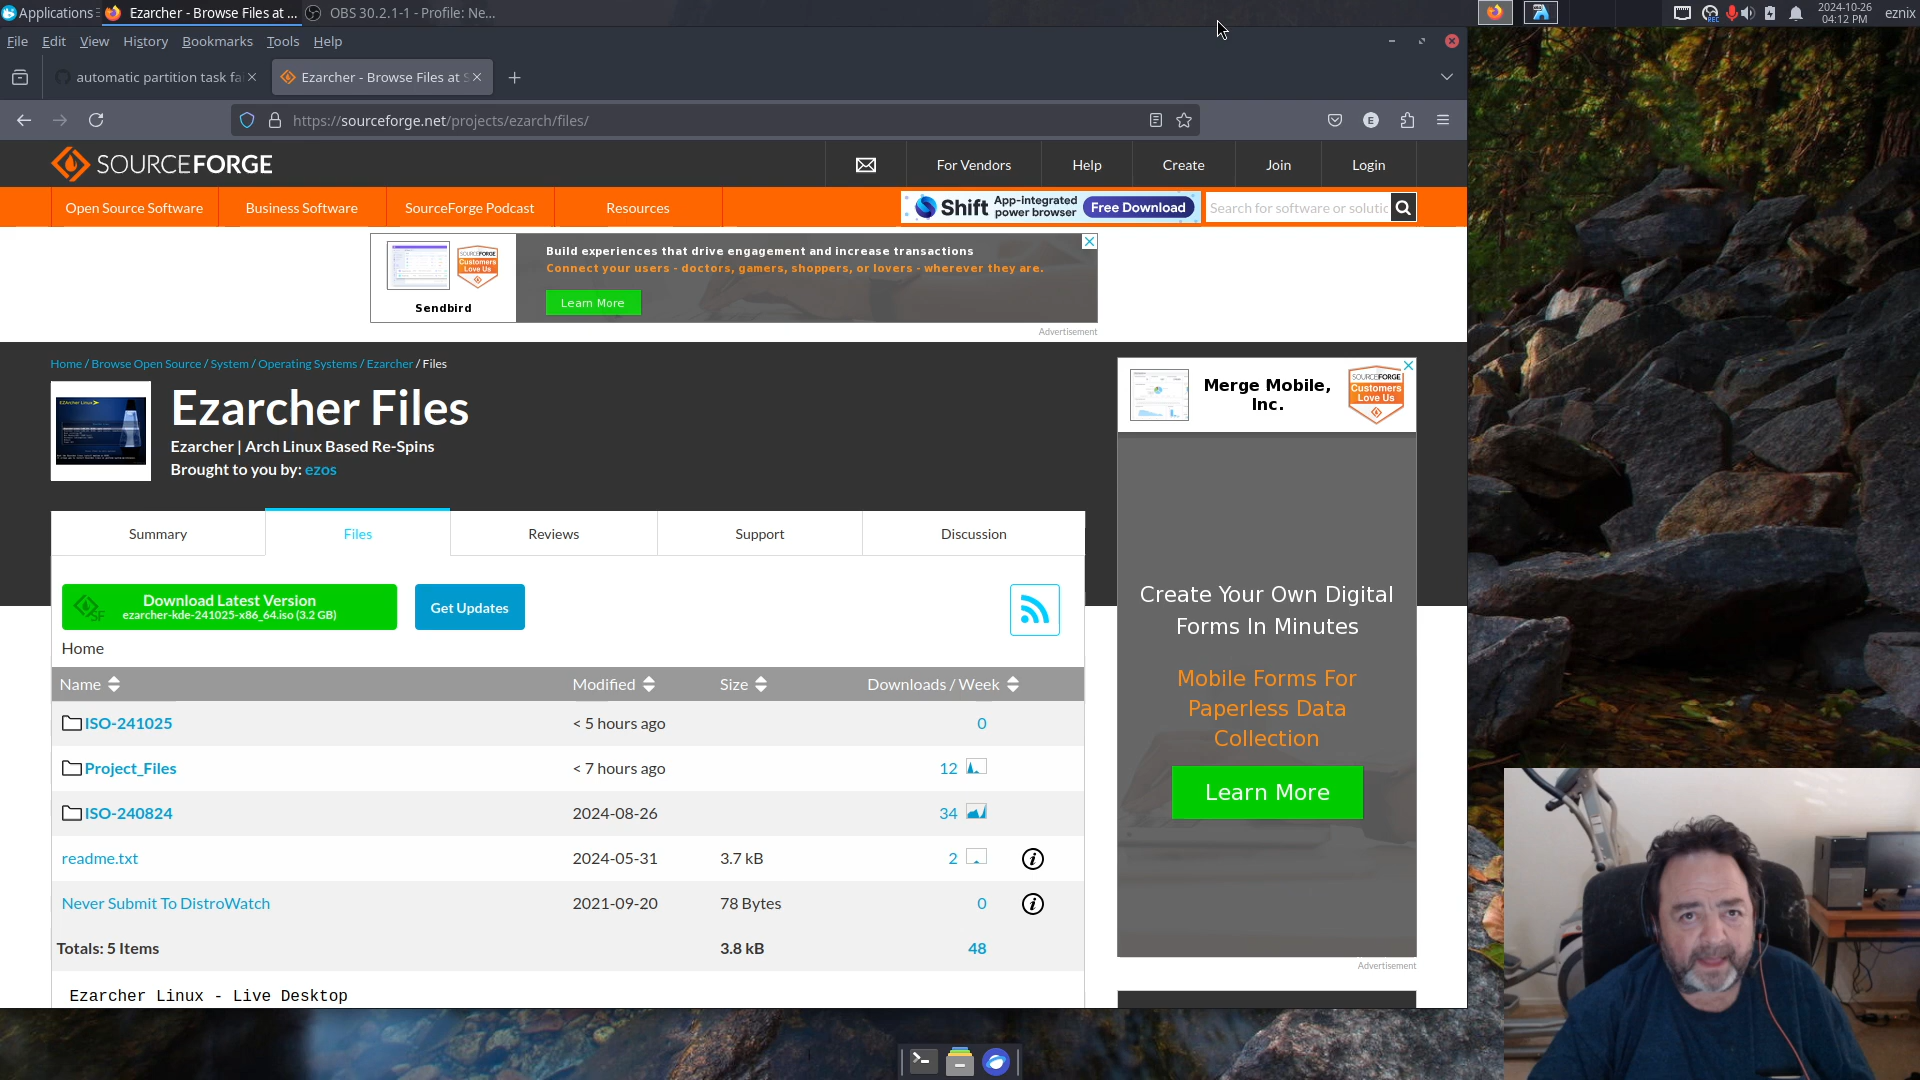 Applications
Ezarcher - Browse Files at ...
OBS 30.2.1-1 - Profile: Ne...
REC
2024-10-26
04:12 PM
eznix
File Edit View History Bookmarks Tools Help
automatic partition task fa
Ezarcher - Browse Files at S
https://sourceforge.net/projects/ezarch/files/
E
SOURCEFORGE
For Vendors
Help
Create
Join
Login
Open Source Software
Business Software
SourceForge Podcast
Resources
Shift
App-integrated
power browser
Free Download
Search for software or solutic
SOURCEFORGE
Customers
Love Us
Sendbird
Build experiences that drive engagement and increase transactions
Connect your users - doctors, gamers, shoppers, or lovers - wherever they are.
Learn More
Advertisement
Home / Browse Open Source / System / Operating Systems / Ezarcher / Files
Ezarcher Files
Ezarcher | Arch Linux Based Re-Spins
Brought to you by: ezos
Merge Mobile,
Inc.
SOURCEFORGE
Customers
Love Us
Create Your Own Digital
Forms In Minutes
Mobile Forms For
Paperless Data
Collection
Learn More
Advertisement
Summary
Files
Reviews
Support
Discussion
Download Latest Version
ezarcher-kde-241025-x86_64.iso (3.2 GB)
Get Updates
Home
Name Modified Size Downloads / Week
ISO-241025 < 5 hours ago 0
Project_Files < 7 hours ago 12
ISO-240824 2024-08-26 34
readme.txt 2024-05-31 3.7 kB 2
Never Submit To DistroWatch 2021-09-20 78 Bytes 0
Totals: 5 Items 3.8 kB 48
Ezarcher Linux - Live Desktop